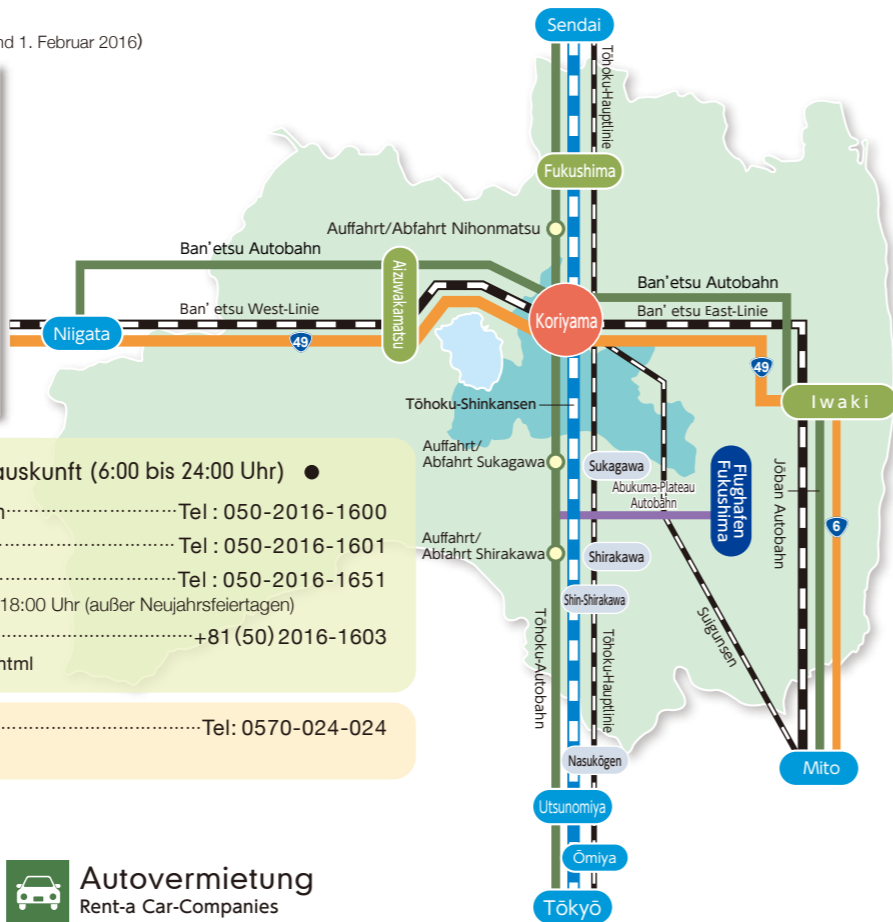 1. Februar 2016)
Sendai
Tōhoku-Hauptlinie
Fukushima
Auffahrt/Abfahrt Nihonmatsu
Ban'etsu Autobahn
Aizuwakamatsu
Ban'etsu Autobahn
Ban' etsu West-Linie
Koriyama
Ban' etsu East-Linie
Niigata
49
49
Iwaki
Tōhoku-Shinkansen
Auffahrt/
Abfahrt Sukagawa
Sukagawa
Abukuma-Plateau
Autobahn
Flughafen
Fukushima
Jōban Autobahn
6
Auffahrt/
Abfahrt Shirakawa
Shirakawa
Shin-Shirakawa
Tōhoku-Autobahn
Tōhoku-Hauptlinie
Suigunsen
Nasukōgen
Mito
Utsunomiya
Ōmiya
Tōkyō
auskunft (6:00 bis 24:00 Uhr) ●
Tel : 050-2016-1600
Tel : 050-2016-1601
Tel : 050-2016-1651
18:00 Uhr (außer Neujahrsfeiertagen)
+81(50)2016-1603
html
Tel: 0570-024-024
Autovermietung
Rent-a Car-Companies